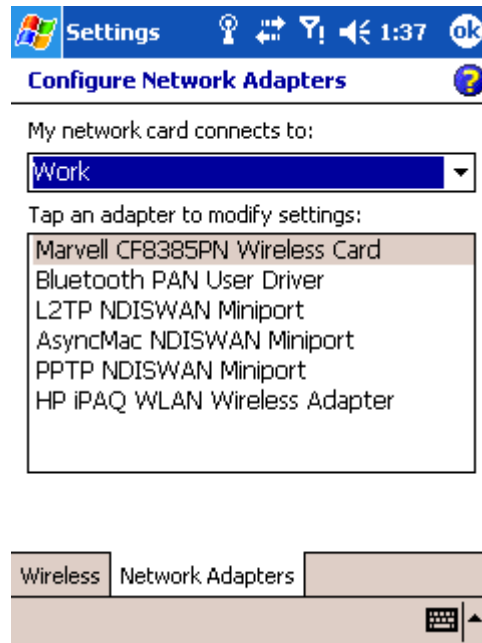 Settings 1:37 ok
Configure Network Adapters
My network card connects to:
Work
Tap an adapter to modify settings:
Marvell CF8385PN Wireless Card
Bluetooth PAN User Driver
L2TP NDISWAN Miniport
AsyncMac NDISWAN Miniport
PPTP NDISWAN Miniport
HP iPAQ WLAN Wireless Adapter
Wireless Network Adapters